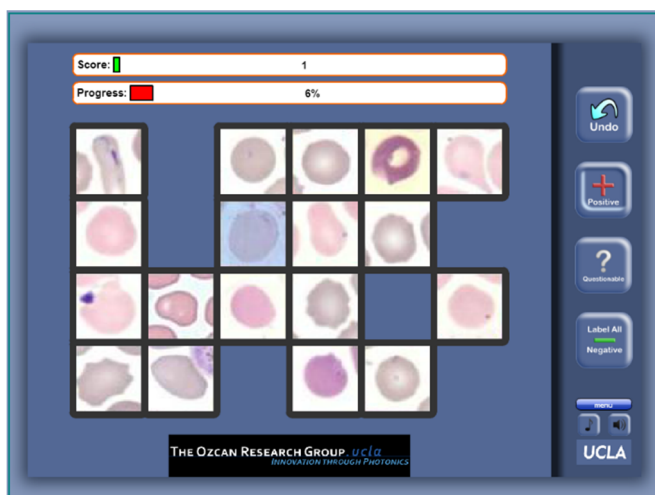 Score: 1
Progress: 6%
Undo
Positive
Questionable
Label All
Negative
menu
UCLA
THE OZCAN RESEARCH GROUP.ucla
INNOVATION THROUGH PHOTONICS